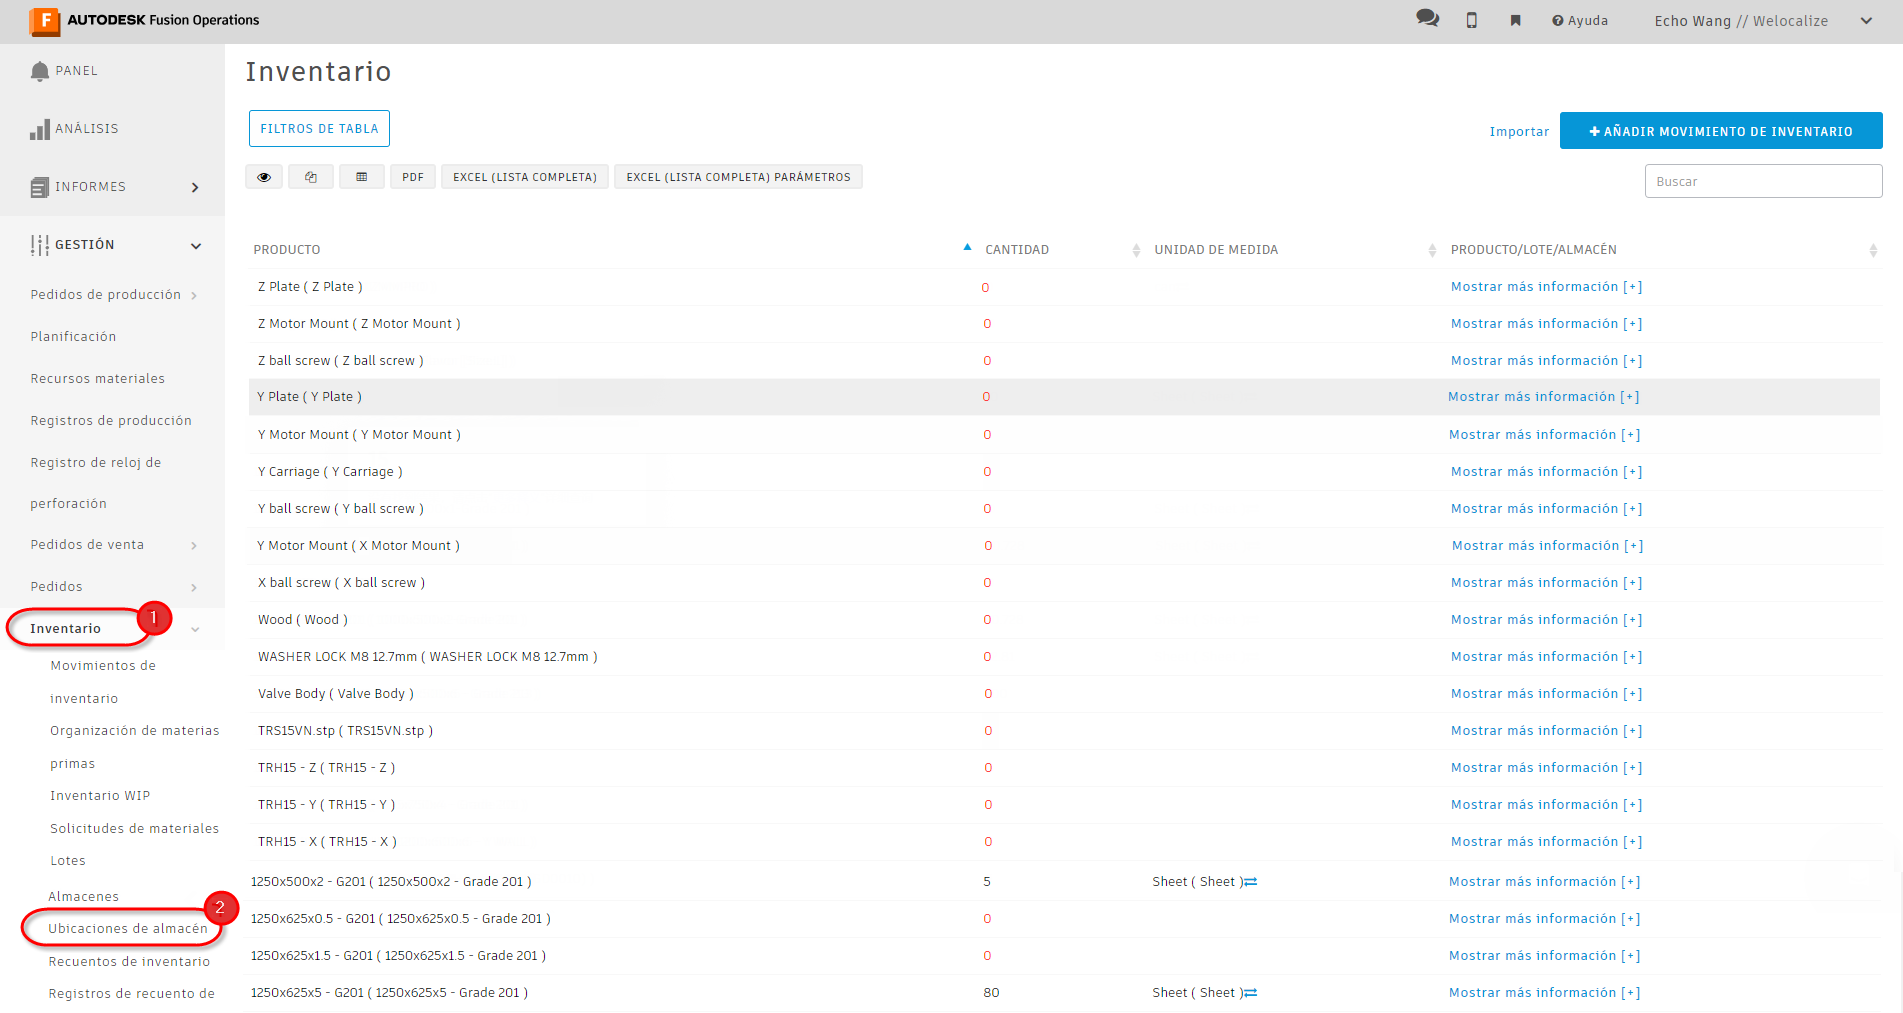 F AUTODESK Fusion Operations
Ayuda
Echo Wang // Welocalize
PANEL
ANÁLISIS
INFORMES
GESTIÓN
Pedidos de producción
Planificación
Recursos materiales
Registros de producción
Registro de reloj de
perforación
Pedidos de venta
Pedidos
Inventario
1
Movimientos de
inventario
Organización de materias
primas
Inventario WIP
Solicitudes de materiales
Lotes
Almacenes
2
Ubicaciones de almacén
Recuentos de inventario
Registros de recuento de
Inventario
FILTROS DE TABLA
Importar
+ AÑADIR MOVIMIENTO DE INVENTARIO
PDF
EXCEL (LISTA COMPLETA)
EXCEL (LISTA COMPLETA) PARÁMETROS
Buscar
PRODUCTO CANTIDAD UNIDAD DE MEDIDA PRODUCTO/LOTE/ALMACÉN
Z Plate ( Z Plate ) 0 Mostrar más información [+]
Z Motor Mount ( Z Motor Mount ) 0 Mostrar más información [+]
Z ball screw ( Z ball screw ) 0 Mostrar más información [+]
Y Plate ( Y Plate ) 0 Mostrar más información [+]
Y Motor Mount ( Y Motor Mount ) 0 Mostrar más información [+]
Y Carriage ( Y Carriage ) 0 Mostrar más información [+]
Y ball screw ( Y ball screw ) 0 Mostrar más información [+]
Y Motor Mount ( X Motor Mount ) 0 Mostrar más información [+]
X ball screw ( X ball screw ) 0 Mostrar más información [+]
Wood ( Wood ) 0 Mostrar más información [+]
WASHER LOCK M8 12.7mm ( WASHER LOCK M8 12.7mm ) 0 Mostrar más información [+]
Valve Body ( Valve Body ) 0 Mostrar más información [+]
TRS15VN.stp ( TRS15VN.stp ) 0 Mostrar más información [+]
TRH15 - Z ( TRH15 - Z ) 0 Mostrar más información [+]
TRH15 - Y ( TRH15 - Y ) 0 Mostrar más información [+]
TRH15 - X ( TRH15 - X ) 0 Mostrar más información [+]
1250x500x2 - G201 ( 1250x500x2 - Grade 201 ) 5 Sheet ( Sheet ) Mostrar más información [+]
1250x625x0.5 - G201 ( 1250x625x0.5 - Grade 201 ) 0 Mostrar más información [+]
1250x625x1.5 - G201 ( 1250x625x1.5 - Grade 201 ) 0 Mostrar más información [+]
1250x625x5 - G201 ( 1250x625x5 - Grade 201 ) 80 Sheet ( Sheet ) Mostrar más información [+]